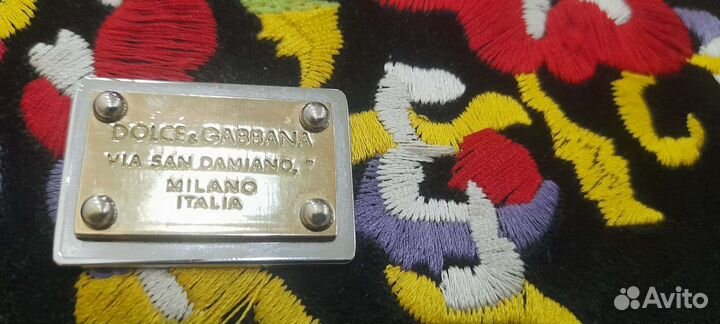 DOLCE&GABBANA
VIA SAN DAMIANO, 7
MILANO
ITALIA
Avito